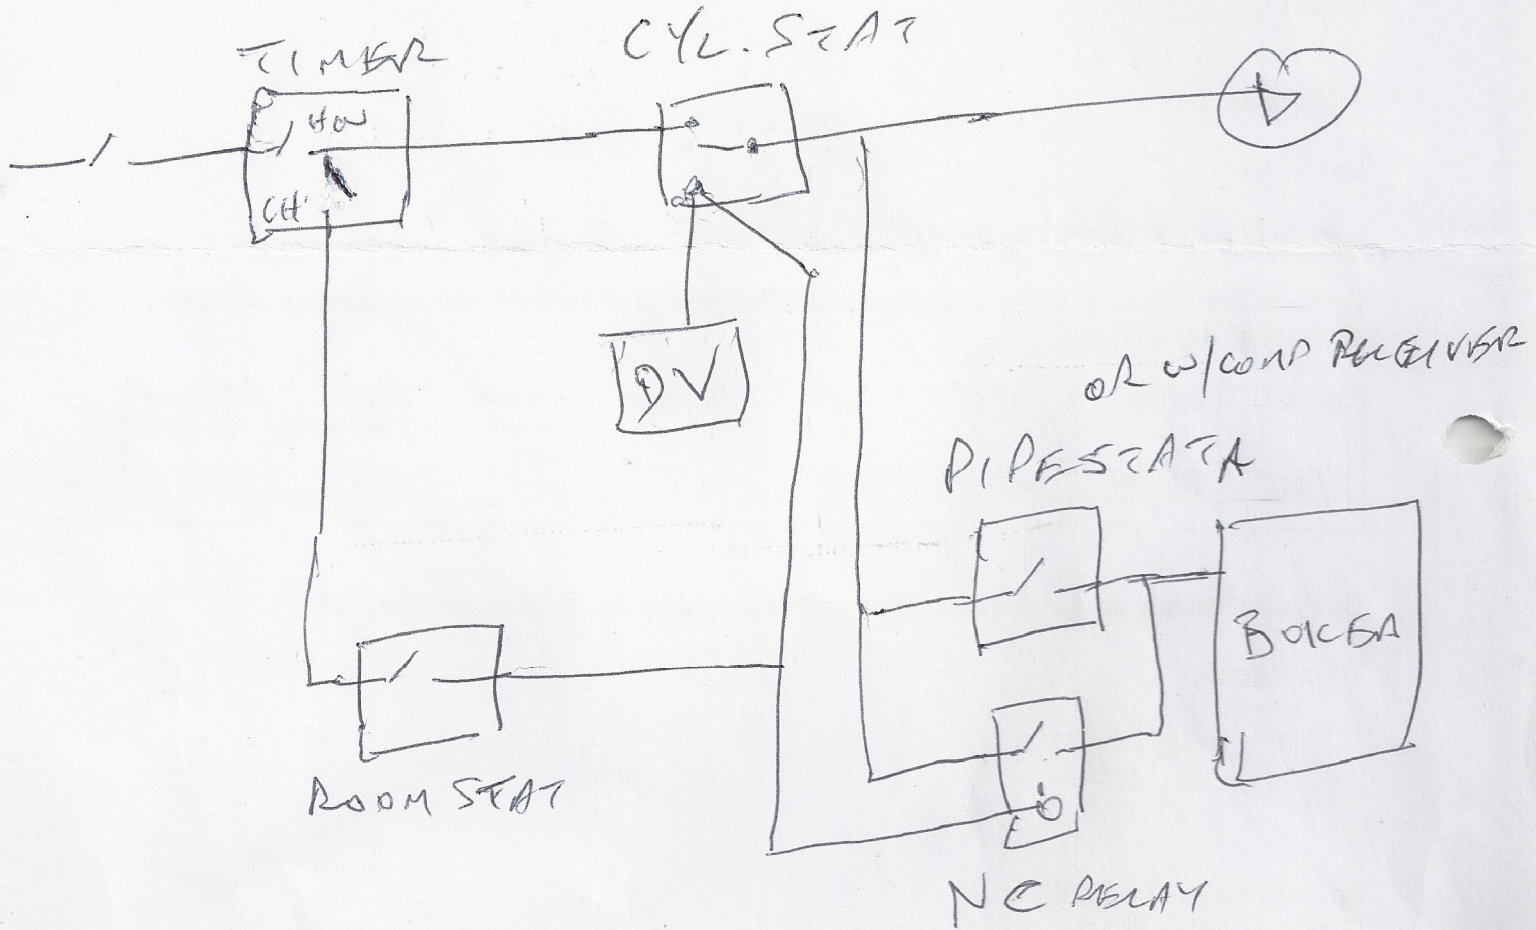 TIMER
CYL. STAT
HW
CH
DV
OR W/COMP RECEIVER
PIPESTAT
BOILER
ROOM STAT
NC RELAY